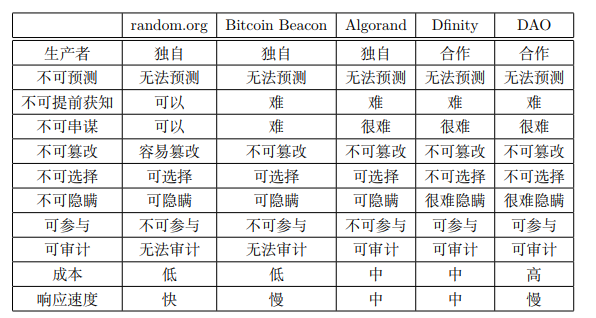 random.org Bitcoin Beacon Algorand Dfinity DAO
生产者 独自 独自 独自 合作 合作
不可预测 无法预测 无法预测 无法预测 无法预测 无法预测
不可提前获知 可以 难 难 难 难
不可串谋 可以 难 很难 很难 很难
不可篡改 容易篡改 不可篡改 不可篡改 不可篡改 不可篡改
不可选择 可选择 可选择 可选择 不可选择 不可选择
不可隐瞒 可隐瞒 可隐瞒 可隐瞒 很难隐瞒 很难隐瞒
可参与 不可参与 不可参与 不可参与 可参与 可参与
可审计 无法审计 无法审计 可审计 可审计 可审计
成本 低 低 中 中 高
响应速度 快 慢 中 中 慢